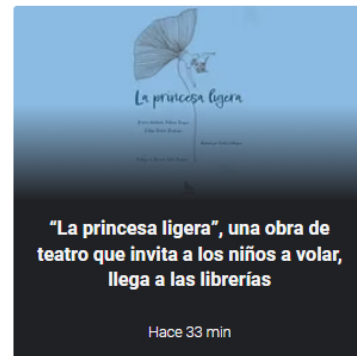 La princesa ligera
“La princesa ligera”, una obra de
teatro que invita a los niños a volar,
llega a las librerías
Hace 33 min